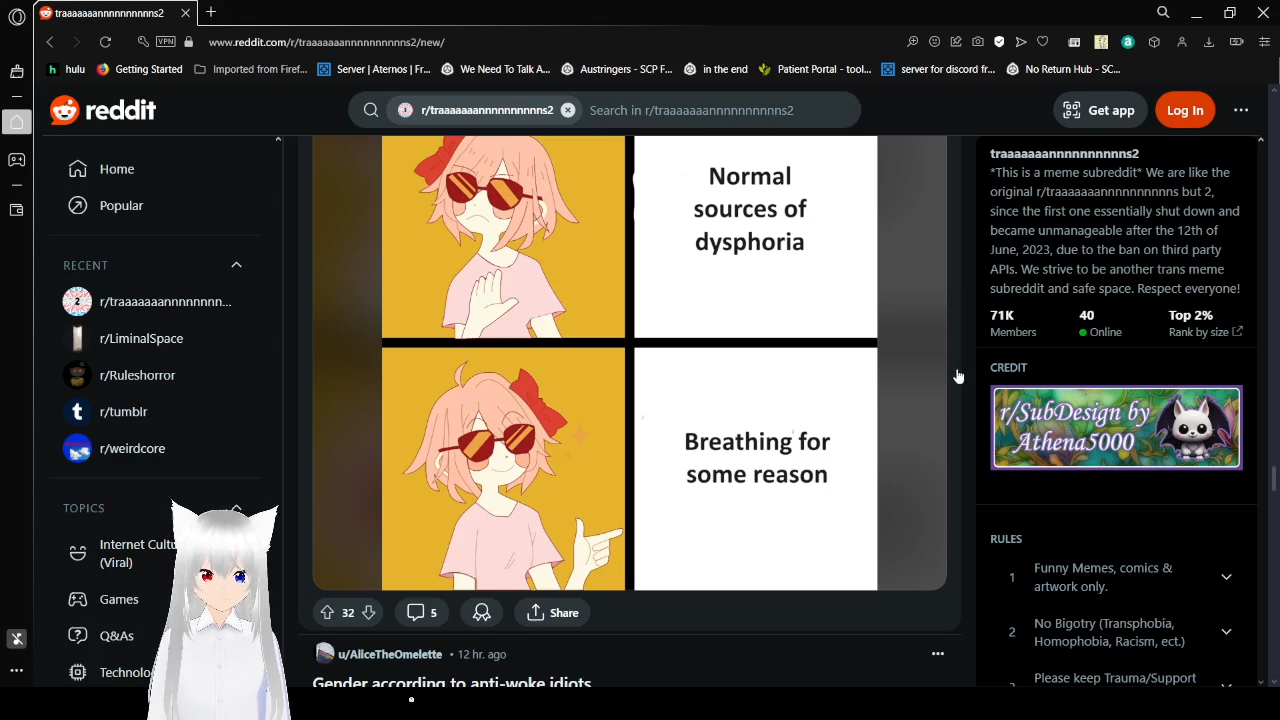 traaaaaaannnnnnnnnns2
VPN
www.reddit.com/r/traaaaaaannnnnnnnnns2/new/
hulu
Getting Started
Imported from Firef...
Server | Aternos | Fr...
We Need To Talk A...
Austringers - SCP F...
in the end
Patient Portal - tool...
server for discord fr...
No Return Hub - SC...
reddit
r/traaaaaaannnnnnnnnns2
Search in r/traaaaaaannnnnnnnnns2
Get app
Log In
Home
Popular
RECENT
r/traaaaaaannnnnnn...
r/LiminalSpace
r/Ruleshorror
r/tumblr
r/weirdcore
TOPICS
Internet Cultu
(Viral)
Games
Q&As
Technolo
Normal
sources of
dysphoria
Breathing for
some reason
32
5
Share
u/AliceTheOmelette • 12 hr. ago
Gender according to anti-woke idiots
traaaaaaannnnnnnnnns2
*This is a meme subreddit* We are like the
original r/traaaaaaannnnnnnnnns but 2,
since the first one essentially shut down and
became unmanageable after the 12th of
June, 2023, due to the ban on third party
APIs. We strive to be another trans meme
subreddit and safe space. Respect everyone!
71K
Members
40
Online
Top 2%
Rank by size
CREDIT
r/SubDesign by
Athena5000
RULES
1
Funny Memes, comics &
artwork only.
2
No Bigotry (Transphobia,
Homophobia, Racism, ect.)
Please keep Trauma/Support